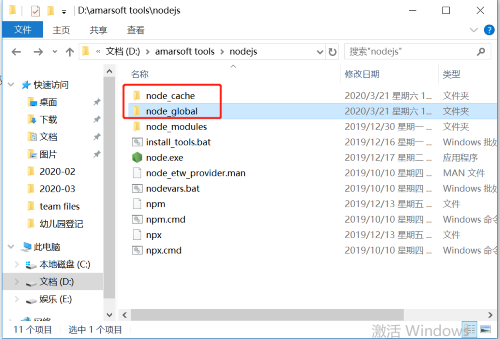 D:\amarsoft tools\nodejs
文件 主页 共享 查看
文档 (D:) › amarsoft tools › nodejs 搜索"nodejs"
名称 修改日期 类型
快速访问
桌面
下载
文档
图片
2020-02
2020-03
team files
幼儿园登记
此电脑
本地磁盘 (C:)
文档 (D:)
娱乐 (E:)
node_cache 2020/3/21 星期六 1... 文件夹
node_global 2020/3/21 星期六 1... 文件夹
node_modules 2019/12/30 星期一 ... 文件夹
install_tools.bat 2019/12/16 星期一 ... Windows 批处
node.exe 2019/12/17 星期二 ... 应用程序
node_etw_provider.man 2019/10/10 星期四 ... MAN 文件
nodevars.bat 2019/10/10 星期四 ... Windows 批处
npm 2019/12/13 星期五 ... 文件
npm.cmd 2019/10/10 星期四 ... Windows 命令
npx 2019/12/13 星期五 ... 文件
npx.cmd 2019/10/10 星期四 ... Windows 命令
11 个项目 选中 1 个项目
激活 Windows